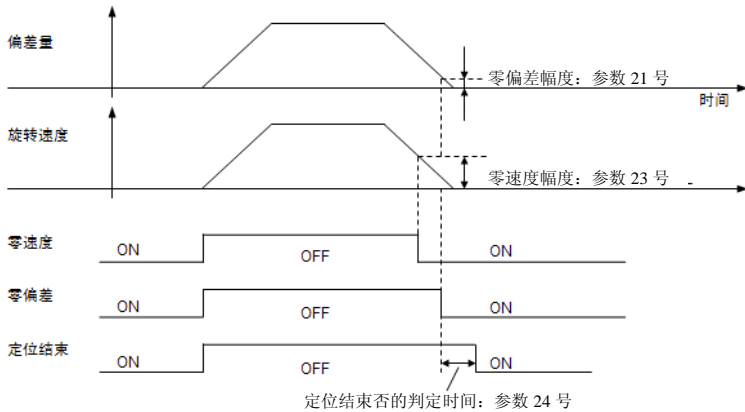 偏差量
零偏差幅度：参数 21 号
时间
旋转速度
零速度幅度：参数 23 号
零速度
ON
OFF
ON
零偏差
ON
OFF
ON
定位结束
ON
OFF
ON
定位结束否的判定时间：参数 24 号